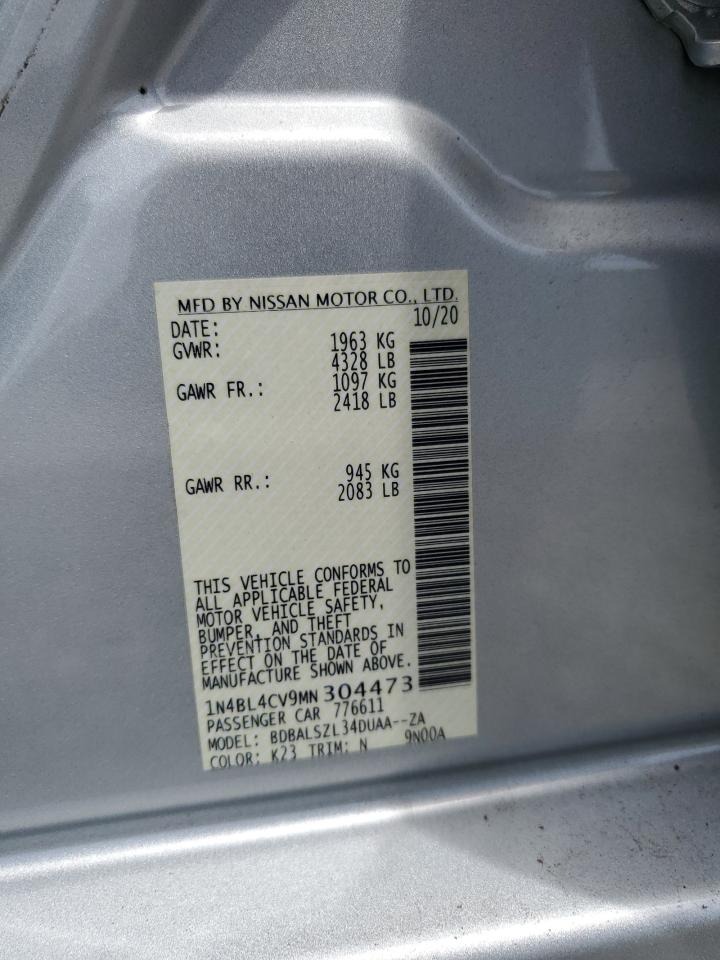 MFD BY NISSAN MOTOR CO., LTD.
DATE: 10/20
GVWR: 1963 KG
4328 LB
GAWR FR.: 1097 KG
2418 LB
GAWR RR.: 945 KG
2083 LB
THIS VEHICLE CONFORMS TO
ALL APPLICABLE FEDERAL
MOTOR VEHICLE SAFETY,
BUMPER, AND THEFT
PREVENTION STANDARDS IN
EFFECT ON THE DATE OF
MANUFACTURE SHOWN ABOVE.
1N4BL4CV9MN304473
PASSENGER CAR 776611
MODEL: BDBALSZL34DUAA--ZA
COLOR: K23 TRIM: N 9N00A